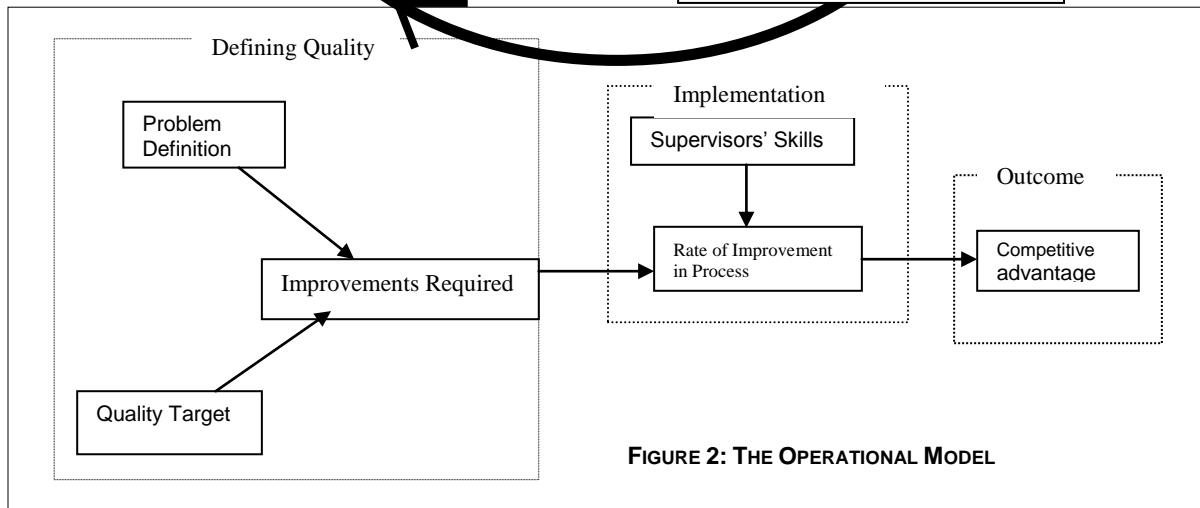 Defining Quality
Problem
Definition
Improvements Required
Quality Target
Implementation
Supervisors' Skills
Rate of Improvement
in Process
Outcome
Competitive
advantage
FIGURE 2: THE OPERATIONAL MODEL